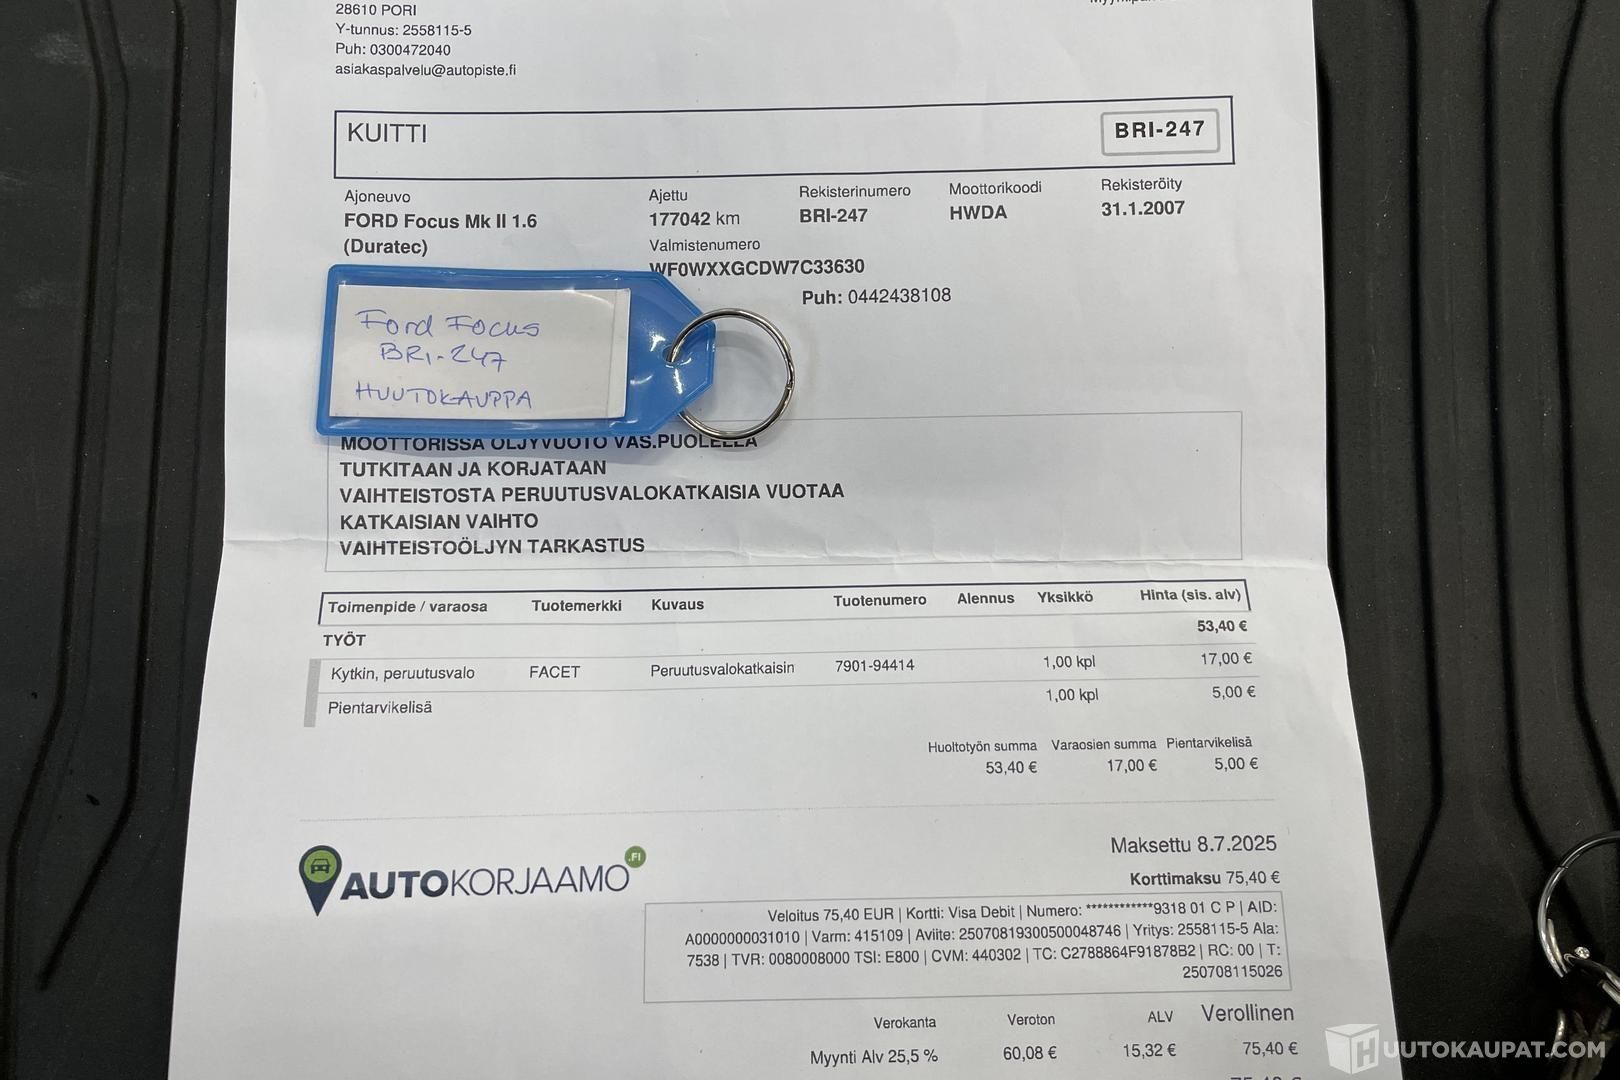 28610 PORI
Y-tunnus: 2558115-5
Puh: 0300472040
asiakaspalvelu@autopiste.fi
KUITTI BRI-247
Ajoneuvo Ajettu Rekisterinumero Moottorikoodi Rekisteröity
FORD Focus Mk II 1.6 177042 km BRI-247 HWDA 31.1.2007
(Duratec) Valmistenumero
WF0WXXGCDW7C33630
Puh: 0442438108
Ford Focus
BRI-247
HUUTOKAUPPA
MOOTTORISSA ÖLJYVUOTO VAS.PUOLELLA
TUTKITAAN JA KORJATAAN
VAIHTEISTOSTA PERUUTUSVALOKATKAISIA VUOTAA
KATKAISIAN VAIHTO
VAIHTEISTOÖLJYN TARKASTUS
Toimenpide / varaosa Tuotemerkki Kuvaus Tuotenumero Alennus Yksikkö Hinta (sis. alv)
TYÖT 53,40 €
Kytkin, peruutusvalo FACET Peruutusvalokatkaisin 7901-94414 1,00 kpl 17,00 €
Pientarvikelisä 1,00 kpl 5,00 €
Huoltotyön summa Varaosien summa Pientarvikelisä
53,40 € 17,00 € 5,00 €
AUTOKORJAAMO .FI
Maksettu 8.7.2025
Korttimaksu 75,40 €
Veloitus 75,40 EUR | Kortti: Visa Debit | Numero: ************9318 01 C P | AID:
A0000000031010 | Varm: 415109 | Aviite: 25070819300500048746 | Yritys: 2558115-5 Ala:
7538 | TVR: 0080008000 TSI: E800 | CVM: 440302 | TC: C2788864F91878B2 | RC: 00 | T:
250708115026
Verokanta Veroton ALV Verollinen
Myynti Alv 25,5 % 60,08 € 15,32 € 75,40 €
HUUTOKAUPAT.COM